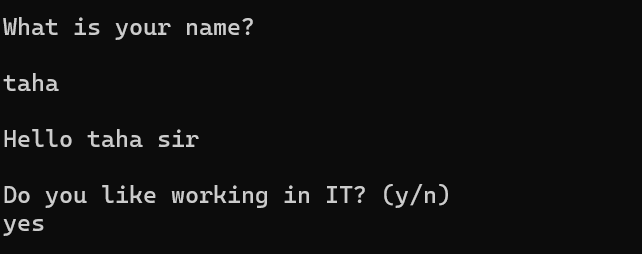 What is your name?
taha
Hello taha sir
Do you like working in IT? (y/n)
yes